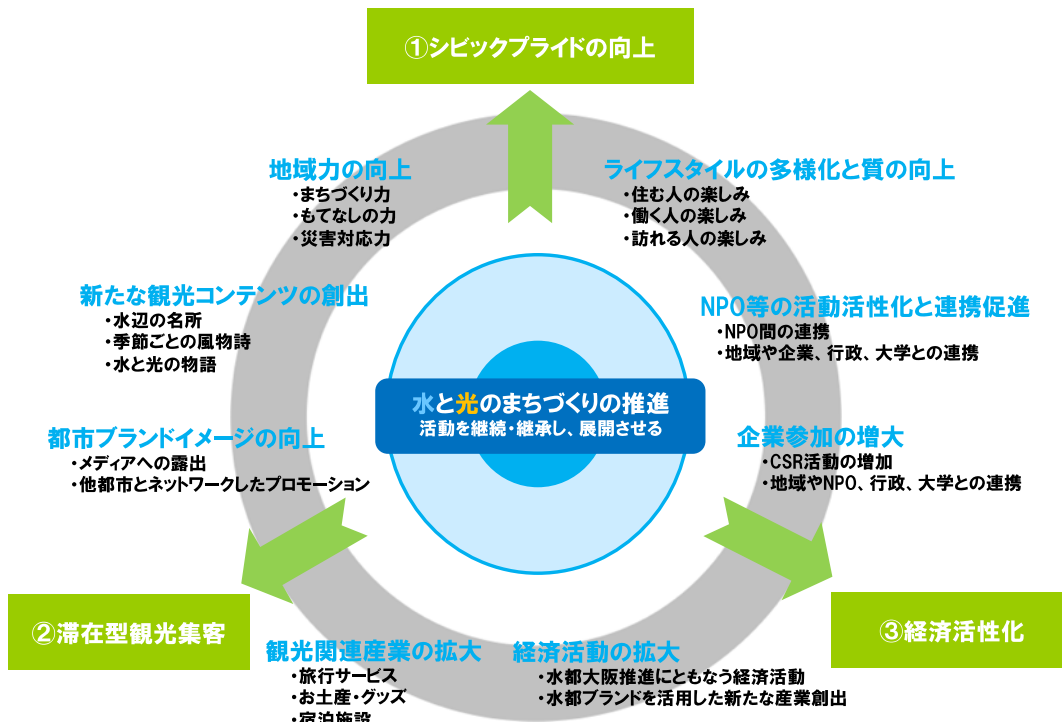 ①シビックプライドの向上
地域力の向上
・まちづくり力
・もてなしの力
・災害対応力
ライフスタイルの多様化と質の向上
・住む人の楽しみ
・働く人の楽しみ
・訪れる人の楽しみ
新たな観光コンテンツの創出
・水辺の名所
・季節ごとの風物詩
・水と光の物語
NPO等の活動活性化と連携促進
・NPO間の連携
・地域や企業、行政、大学との連携
水と光のまちづくりの推進
活動を継続・継承し、展開させる
都市ブランドイメージの向上
・メディアへの露出
・他都市とネットワークしたプロモーション
企業参加の増大
・CSR活動の増加
・地域やNPO、行政、大学との連携
②滞在型観光集客
③経済活性化
観光関連産業の拡大
・旅行サービス
・お土産・グッズ
・宿泊施設
経済活動の拡大
・水都大阪推進にともなう経済活動
・水都ブランドを活用した新たな産業創出